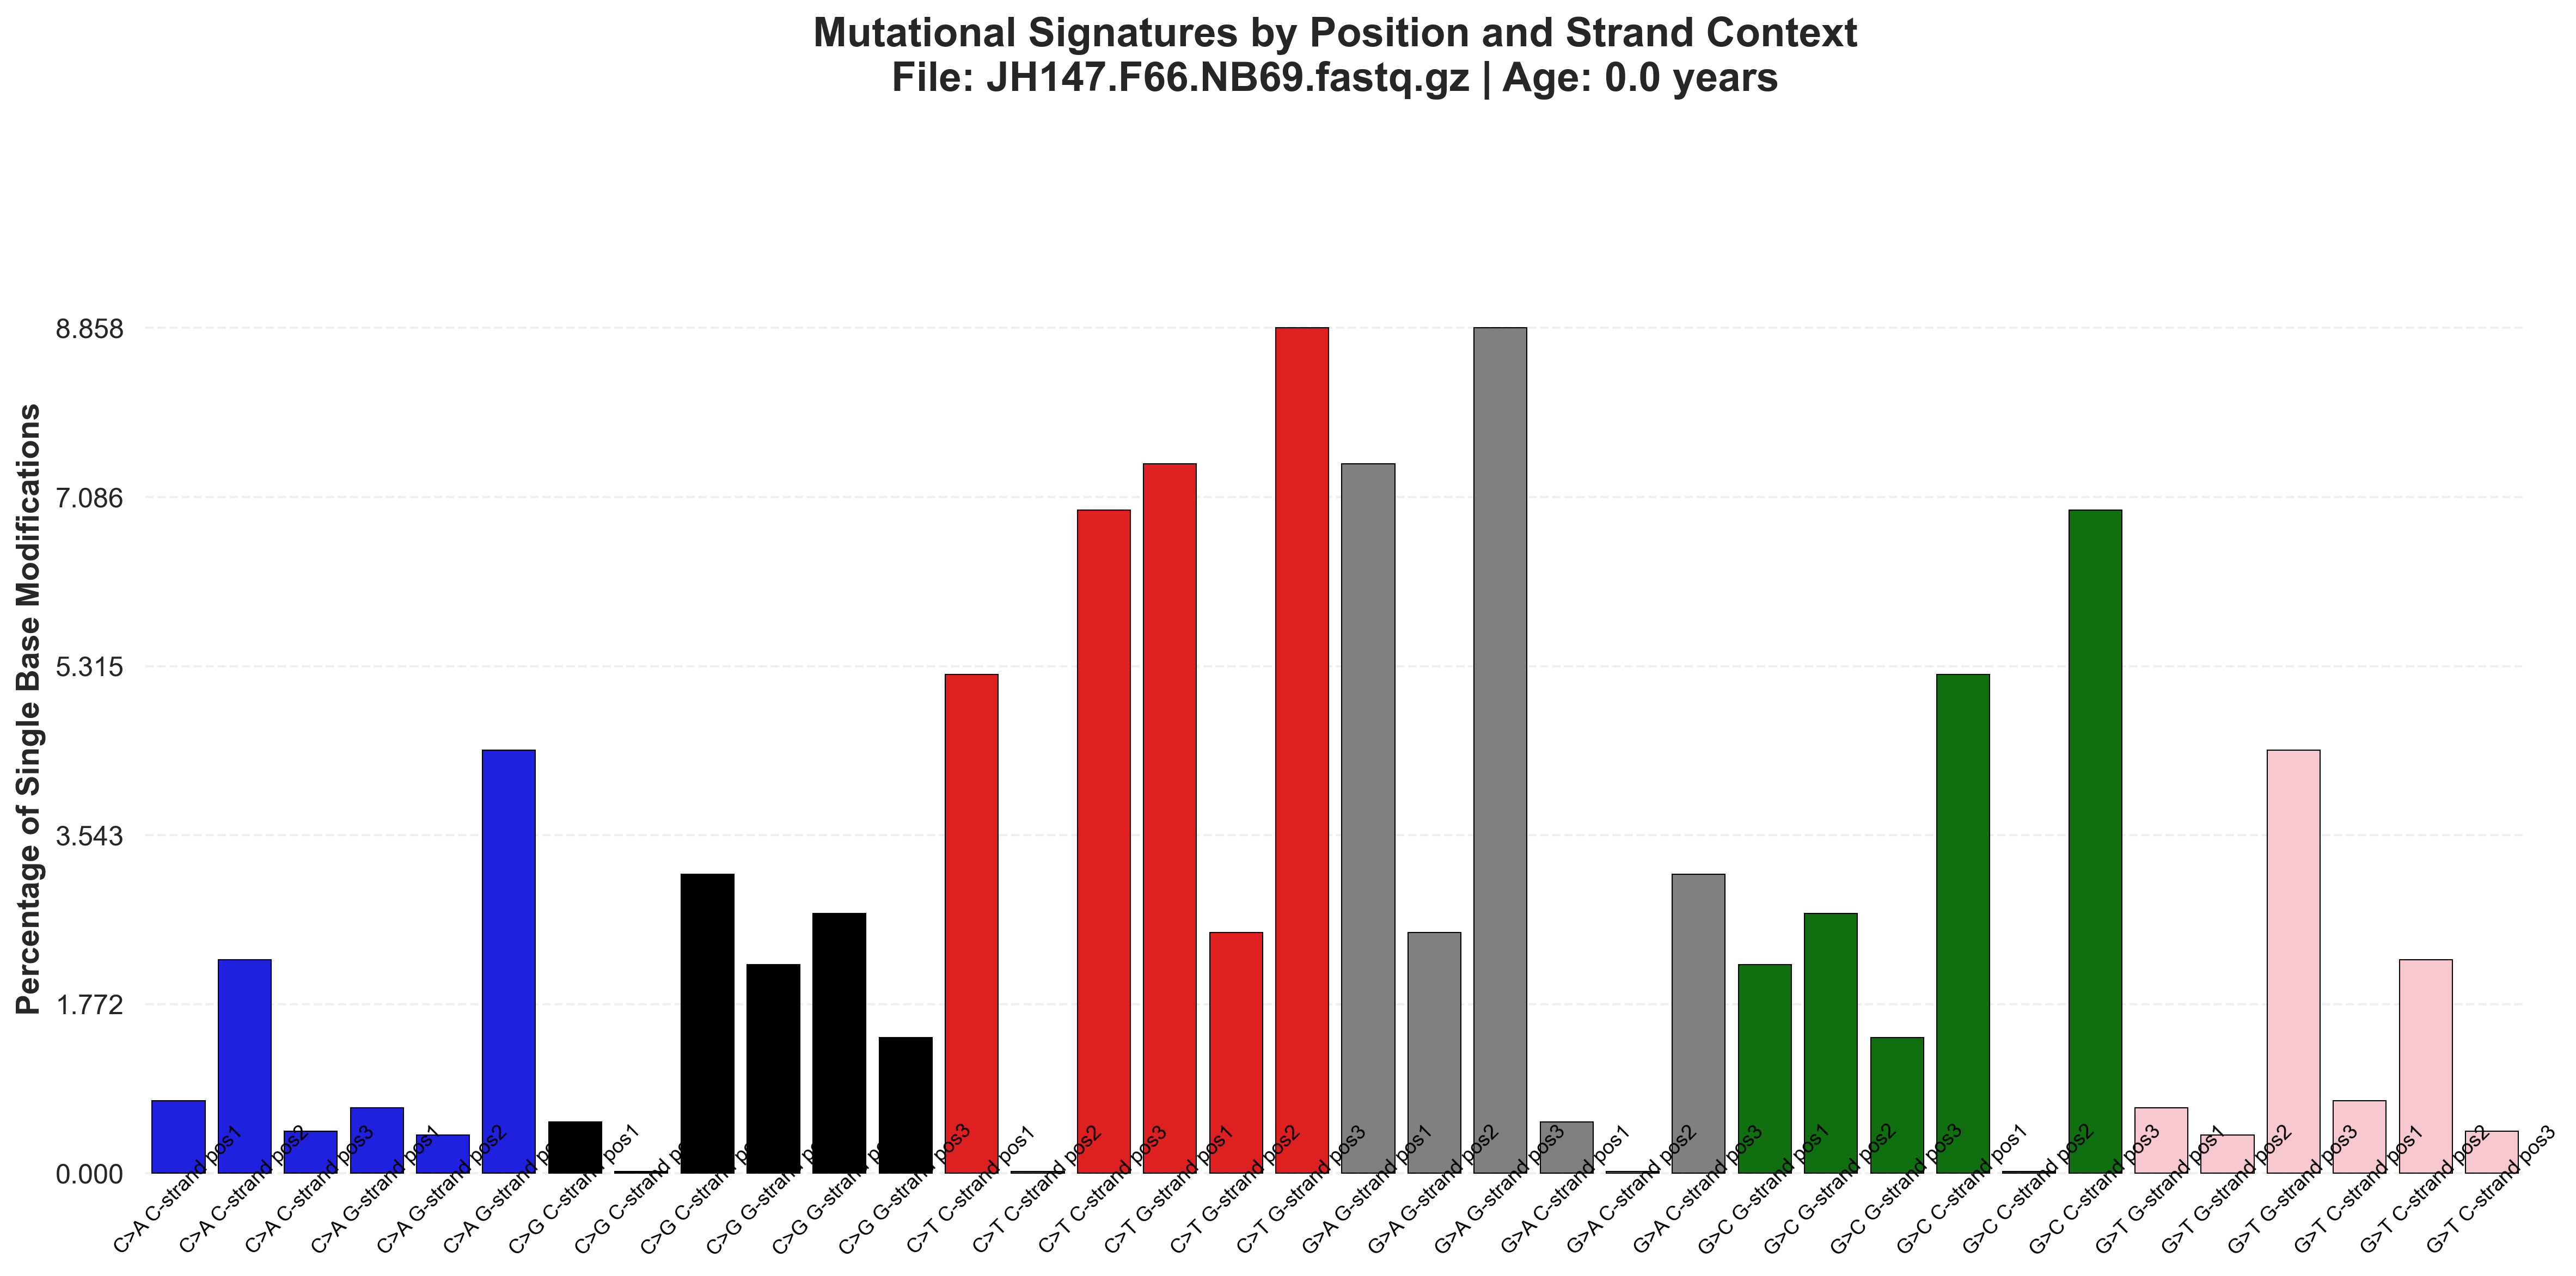 Mutational Signatures by Position and Strand Context
File: JH147.F66.NB69.fastq.gz | Age: 0.0 years
Percentage of Single Base Modifications
8.858
7.086
5.315
3.543
1.772
0.000
C>A C-strand pos1
C>A C-strand pos2
C>A C-strand pos3
C>A G-strand pos1
C>A G-strand pos2
C>A G-strand
C>G C-strand pos1
C>G C-strand
C>G C-strand
C>G G-strand
C>G G-strand
C>G G-strand pos3
C>T C-strand pos1
C>T C-strand pos2
C>T C-strand pos3
C>T G-strand pos1
C>T G-strand pos2
C>T G-strand pos3
G>A G-strand pos1
G>A G-strand pos2
G>A G-strand pos3
G>A C-strand pos1
G>A C-strand pos2
G>A C-strand pos3
G>C G-strand pos1
G>C G-strand pos2
G>C G-strand pos3
G>C C-strand pos1
G>C C-strand pos2
G>C C-strand pos3
G>T G-strand pos1
G>T G-strand pos2
G>T G-strand pos3
G>T C-strand pos1
G>T C-strand pos2
G>T C-strand pos3